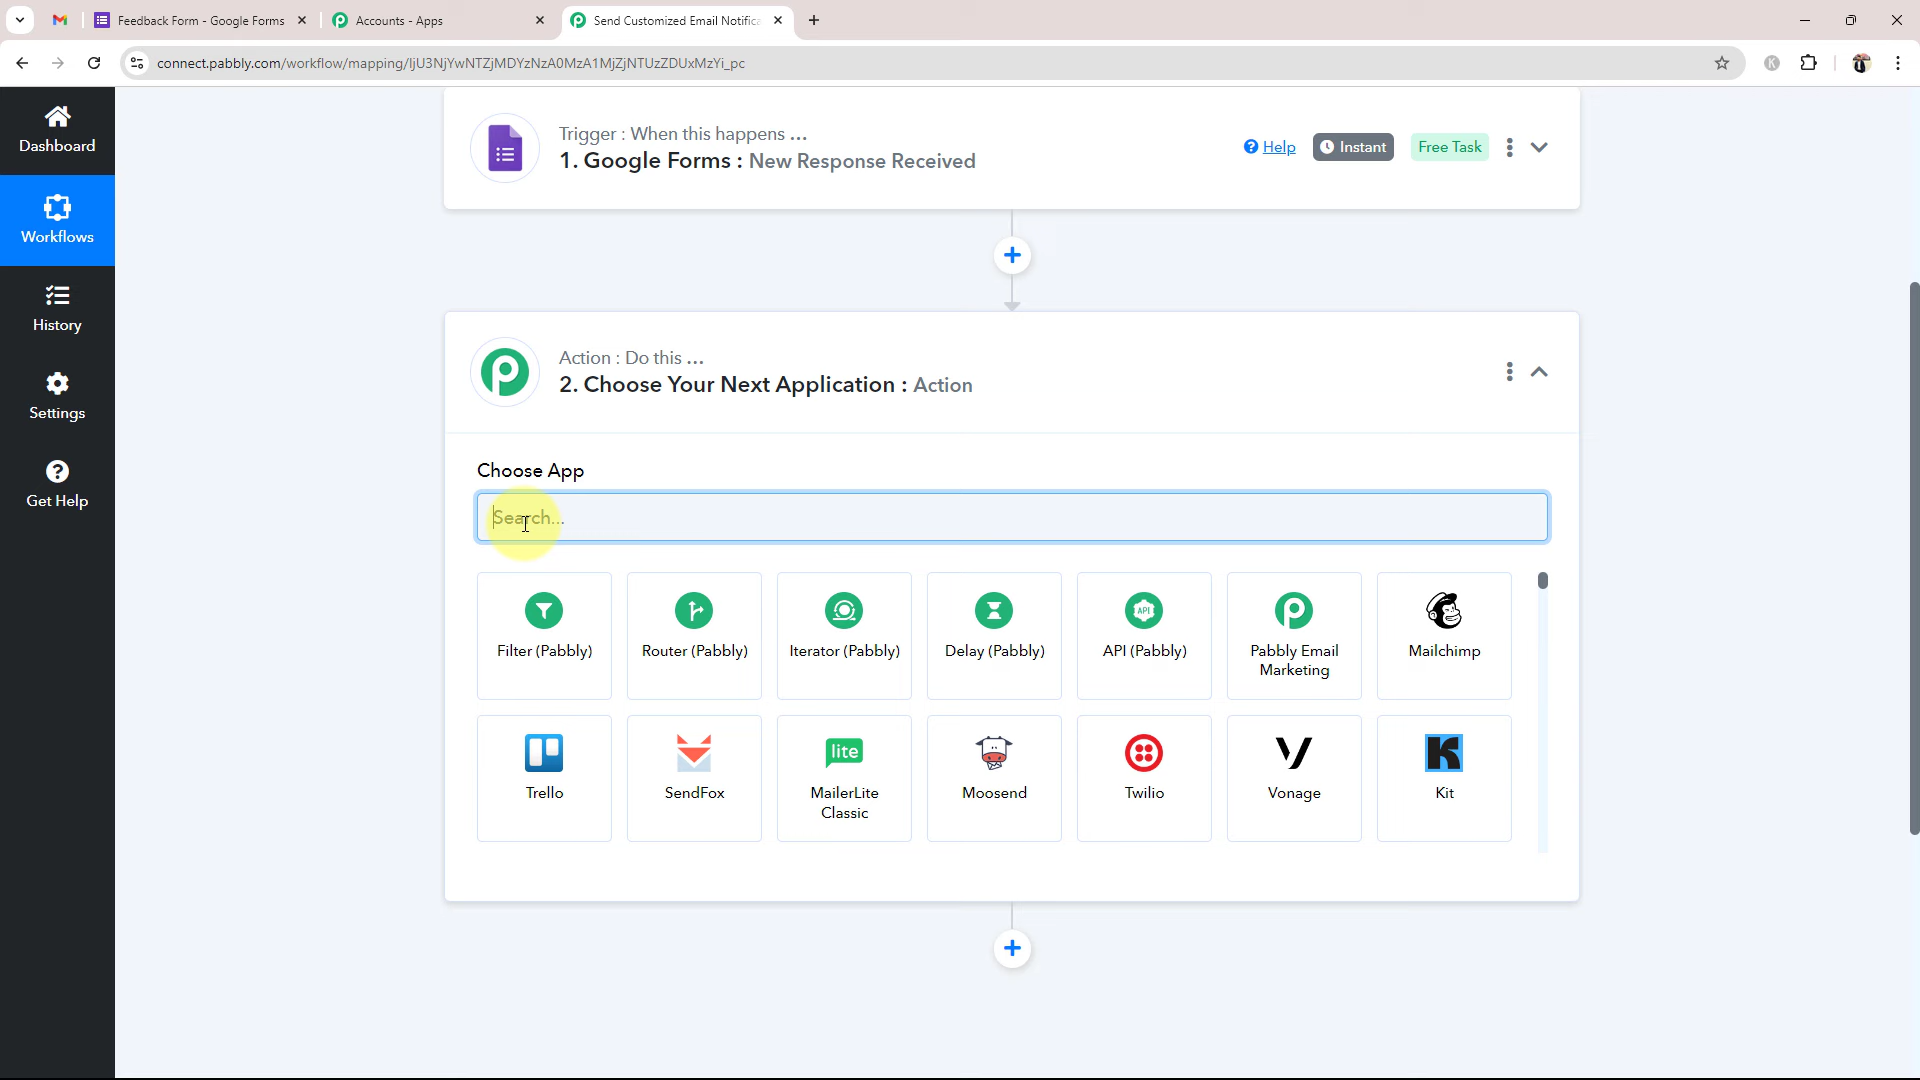 Feedback Form - Google Forms
Accounts - Apps
Send Customized Email Notifica
connect.pabbly.com/workflow/mapping/IjU3NjYwNTZjMDYzNzA0MzA1MjZjNTUzZDUxMzYi_pc
K
Dashboard
Workflows
History
Settings
Get Help
Trigger : When this happens ...
1. Google Forms : New Response Received
Help
Instant
Free Task
Action : Do this ...
2. Choose Your Next Application : Action
Choose App
Search...
Filter (Pabbly)
Router (Pabbly)
Iterator (Pabbly)
Delay (Pabbly)
API
API (Pabbly)
Pabbly Email
Marketing
Mailchimp
Trello
SendFox
lite
MailerLite
Classic
Moosend
Twilio
Vonage
Kit